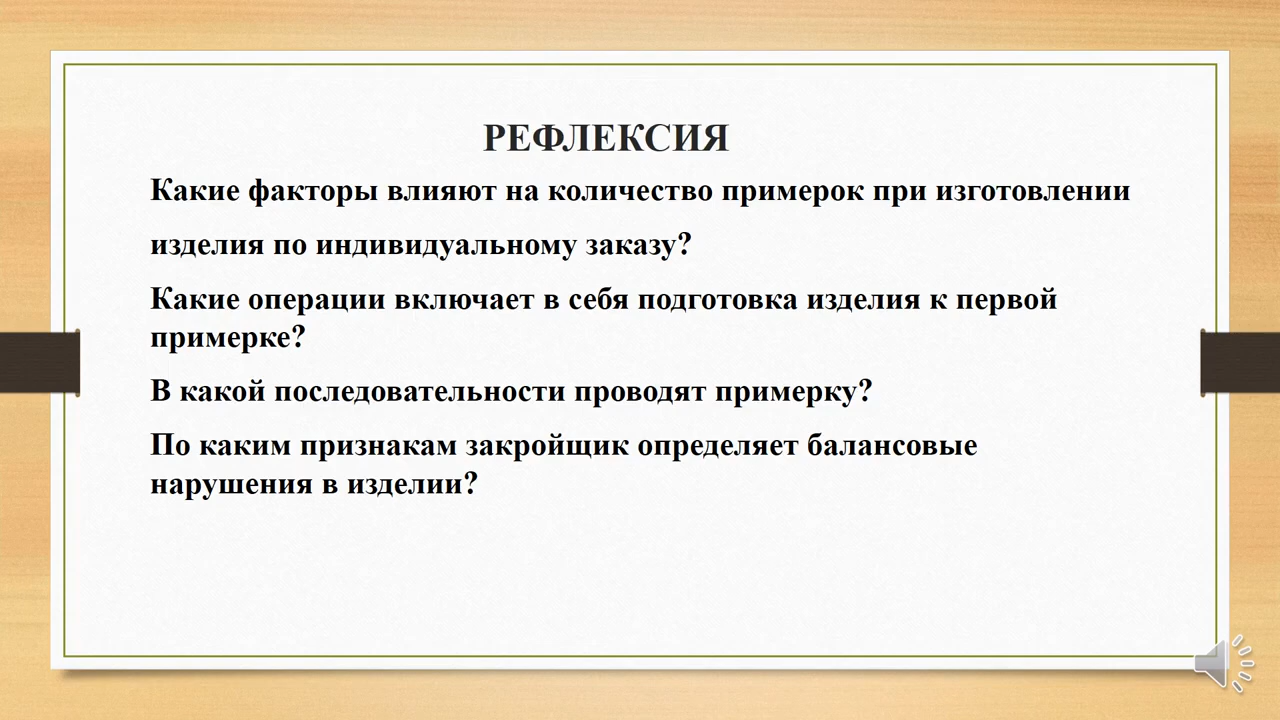 РЕФЛЕКСИЯ
Какие факторы влияют на количество примерок при изготовлении
изделия по индивидуальному заказу?
Какие операции включает в себя подготовка изделия к первой
примерке?
В какой последовательности проводят примерку?
По каким признакам закройщик определяет балансовые
нарушения в изделии?